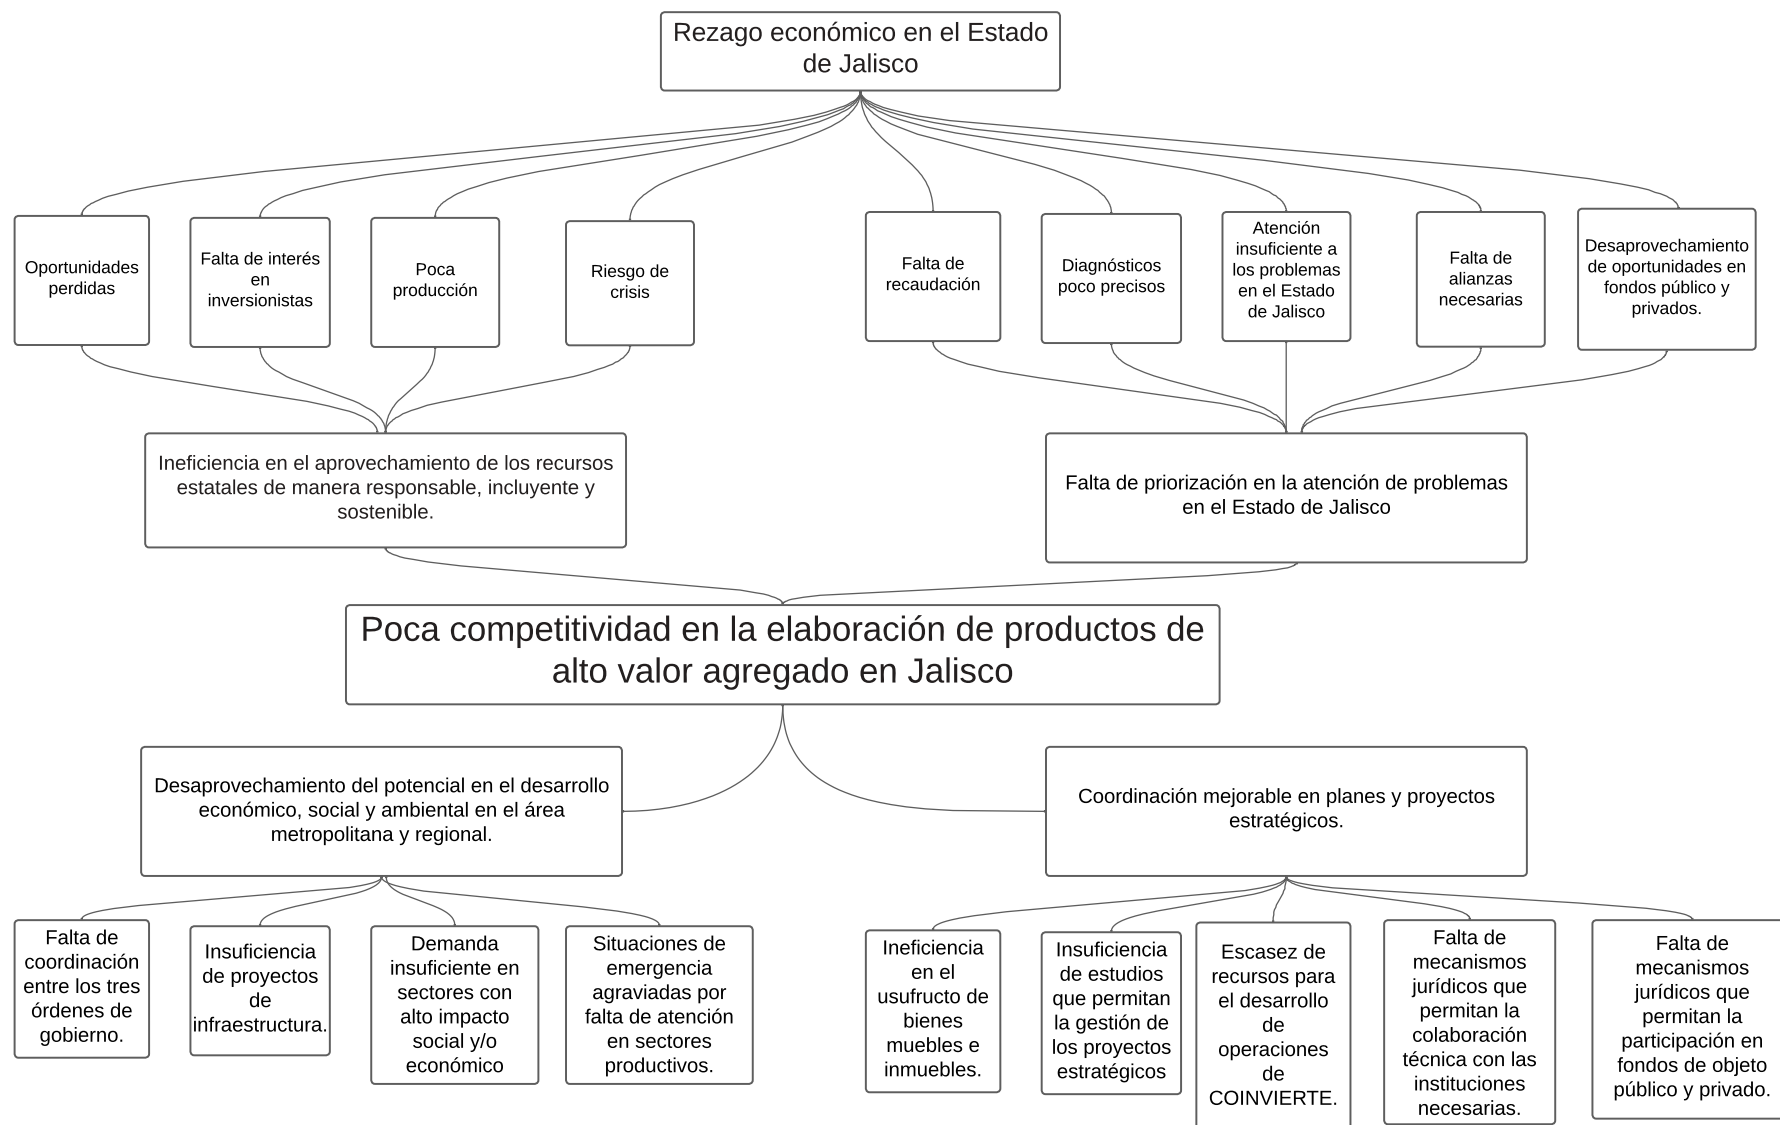 Rezago económico en el Estado
de Jalisco
Oportunidades
perdidas
Falta de interés
en
inversionistas
Poca
producción
Riesgo de
crisis
Falta de
recaudación
Diagnósticos
poco precisos
Atención
insuficiente a
los problemas
en el Estado
de Jalisco
Falta de
alianzas
necesarias
Desaprovechamiento
de oportunidades en
fondos público y
privados.
Ineficiencia en el aprovechamiento de los recursos
estatales de manera responsable, incluyente y
sostenible.
Falta de priorización en la atención de problemas
en el Estado de Jalisco
Poca competitividad en la elaboración de productos de
alto valor agregado en Jalisco
Desaprovechamiento del potencial en el desarrollo
económico, social y ambiental en el área
metropolitana y regional.
Coordinación mejorable en planes y proyectos
estratégicos.
Falta de
coordinación
entre los tres
órdenes de
gobierno.
Insuficiencia
de proyectos
de
infraestructura.
Demanda
insuficiente en
sectores con
alto impacto
social y/o
económico
Situaciones de
emergencia
agraviadas por
falta de atención
en sectores
productivos.
Ineficiencia
en el
usufructo de
bienes
muebles e
inmuebles.
Insuficiencia
de estudios
que permitan
la gestión de
los proyectos
estratégicos
Escasez de
recursos para
el desarrollo
de
operaciones
de
COINVIERTE.
Falta de
mecanismos
jurídicos que
permitan la
colaboración
técnica con las
instituciones
necesarias.
Falta de
mecanismos
jurídicos que
permitan la
participación en
fondos de objeto
público y privado.